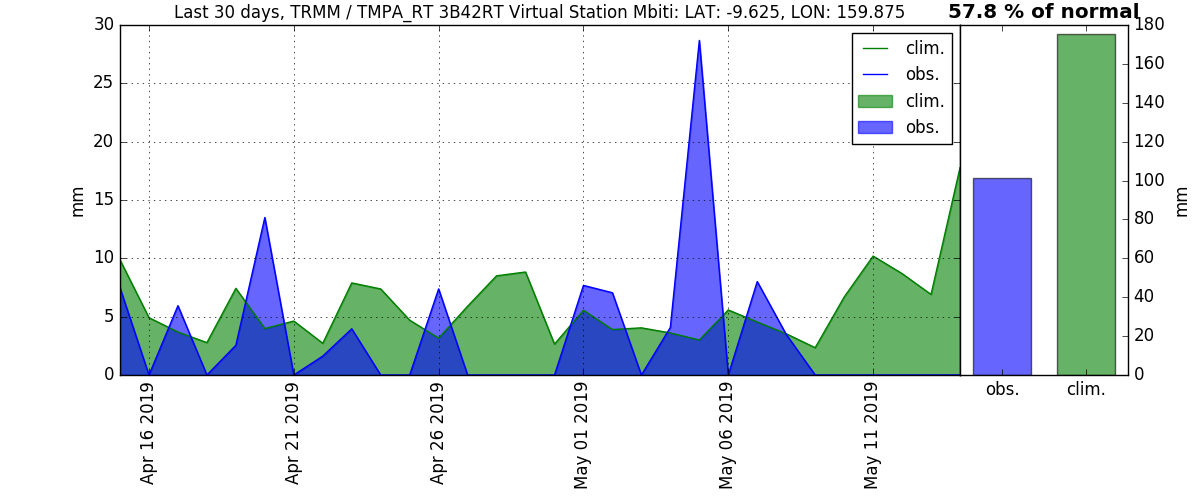 Last 30 days, TRMM / TMPA_RT 3B42RT Virtual Station Mbiti: LAT: -9.625, LON: 159.875
57.8 % of normal
30
25
20
15
10
5
0
mm
clim.
obs.
clim.
obs.
Apr 16 2019
Apr 21 2019
Apr 26 2019
May 01 2019
May 06 2019
May 11 2019
180
160
140
120
100
80
60
40
20
0
mm
obs.
clim.